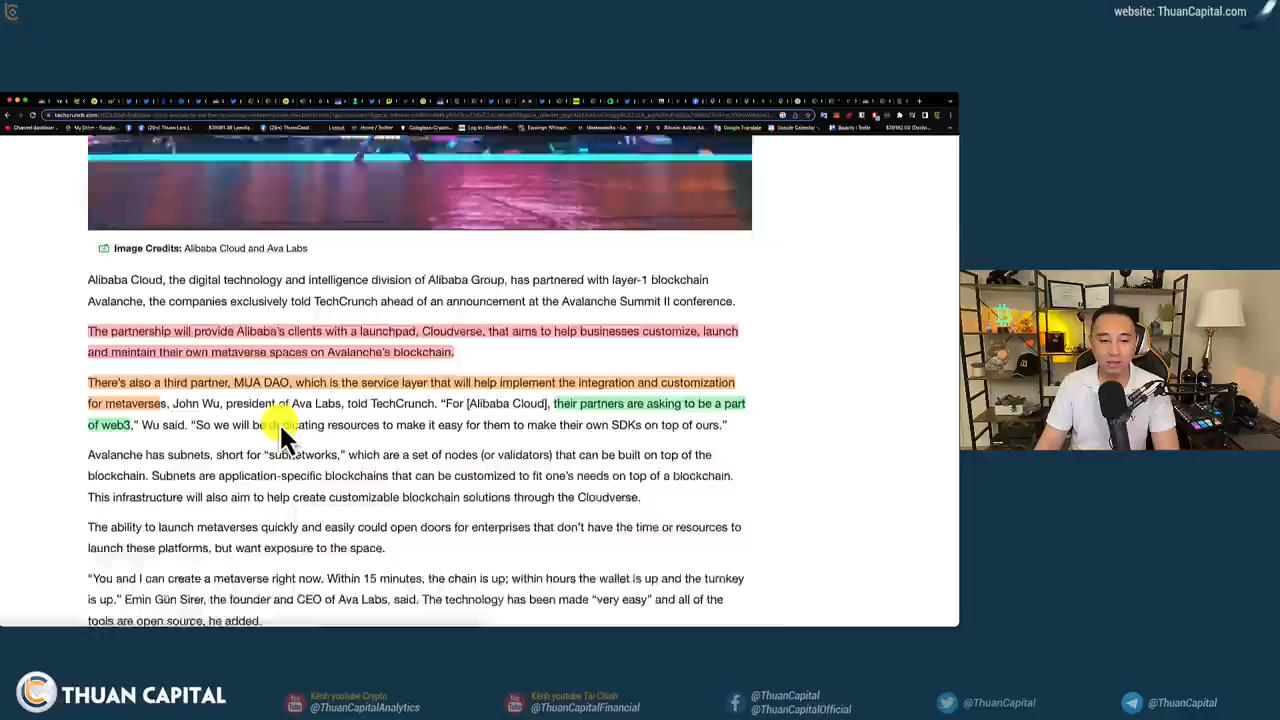 website: ThuanCapital.com
Image Credits: Alibaba Cloud and Ava Labs
Alibaba Cloud, the digital technology and intelligence division of Alibaba Group, has partnered with layer-1 blockchain
Avalanche, the companies exclusively told TechCrunch ahead of an announcement at the Avalanche Summit II conference.
The partnership will provide Alibaba's clients with a launchpad, Cloudverse, that aims to help businesses customize, launch
and maintain their own metaverse spaces on Avalanche's blockchain.
There's also a third partner, MUA DAO, which is the service layer that will help implement the integration and customization
for metaverses, John Wu, president of Ava Labs, told TechCrunch. “For [Alibaba Cloud], their partners are asking to be a part
of web3,” Wu said. “So we will be dedicating resources to make it easy for them to make their own SDKs on top of ours.”
Avalanche has subnets, short for “subnetworks,” which are a set of nodes (or validators) that can be built on top of the
blockchain. Subnets are application-specific blockchains that can be customized to fit one's needs on top of a blockchain.
This infrastructure will also aim to help create customizable blockchain solutions through the Cloudverse.
The ability to launch metaverses quickly and easily could open doors for enterprises that don't have the time or resources to
launch these platforms, but want exposure to the space.
“You and I can create a metaverse right now. Within 15 minutes, the chain is up; within hours the wallet is up and the turnkey
is up.” Emin Gün Sirer, the founder and CEO of Ava Labs, said. The technology has been made “very easy” and all of the
tools are open source, he added.
THUAN CAPITAL
Kênh youtube Crypto
@ThuanCapitalAnalytics
Kênh youtube Tài Chính
@ThuanCapitalFinancial
@ThuanCapital
@ThuanCapitalOfficial
@ThuanCapital
@ThuanCapital